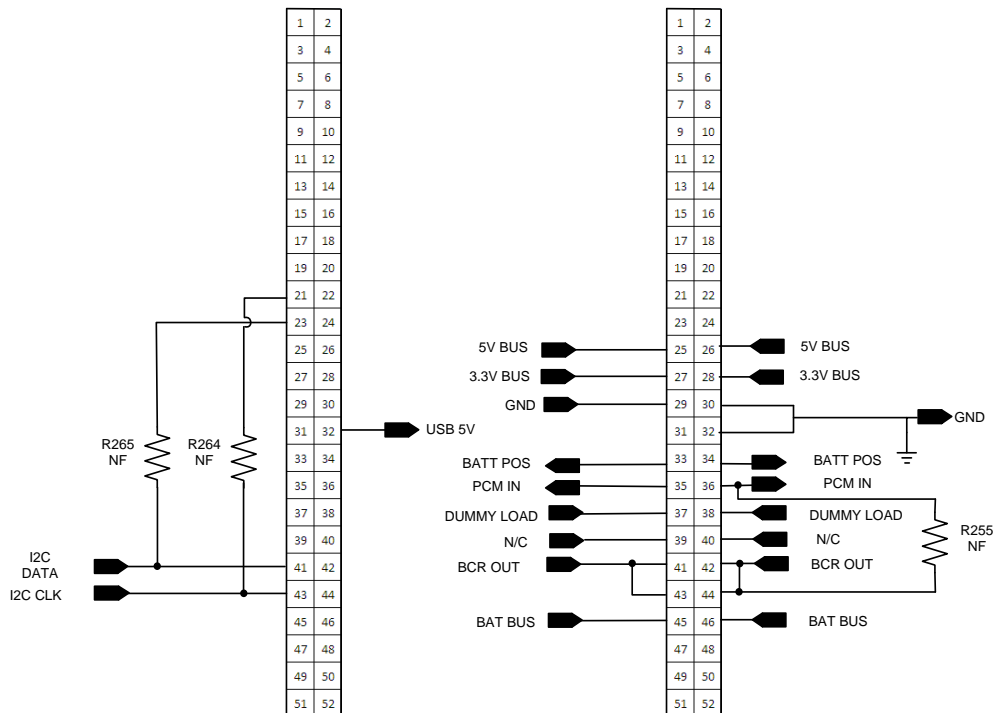 1 2
3 4
5 6
7 8
9 10
11 12
13 14
15 16
17 18
19 20
21 22
23 24
25 26
27 28
29 30
31 32
33 34
35 36
37 38
39 40
41 42
43 44
45 46
47 48
49 50
51 52
USB 5V
R265
NF
R264
NF
I2C
DATA
I2C CLK
1 2
3 4
5 6
7 8
9 10
11 12
13 14
15 16
17 18
19 20
21 22
23 24
5V BUS 25 26 5V BUS
3.3V BUS 27 28 3.3V BUS
GND 29 30
31 32 GND
BATT POS 33 34 BATT POS
PCM IN 35 36 PCM IN
DUMMY LOAD 37 38 DUMMY LOAD
N/C 39 40 N/C
BCR OUT 41 42 BCR OUT
43 44
BAT BUS 45 46 BAT BUS
47 48
49 50
51 52
R255
NF